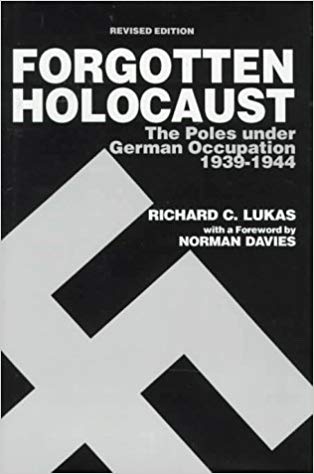 REVISED EDITION
FORGOTTEN
HOLOCAUST
The Poles under
German Occupation
1939-1944
RICHARD C. LUKAS
with a Foreword by
NORMAN DAVIES